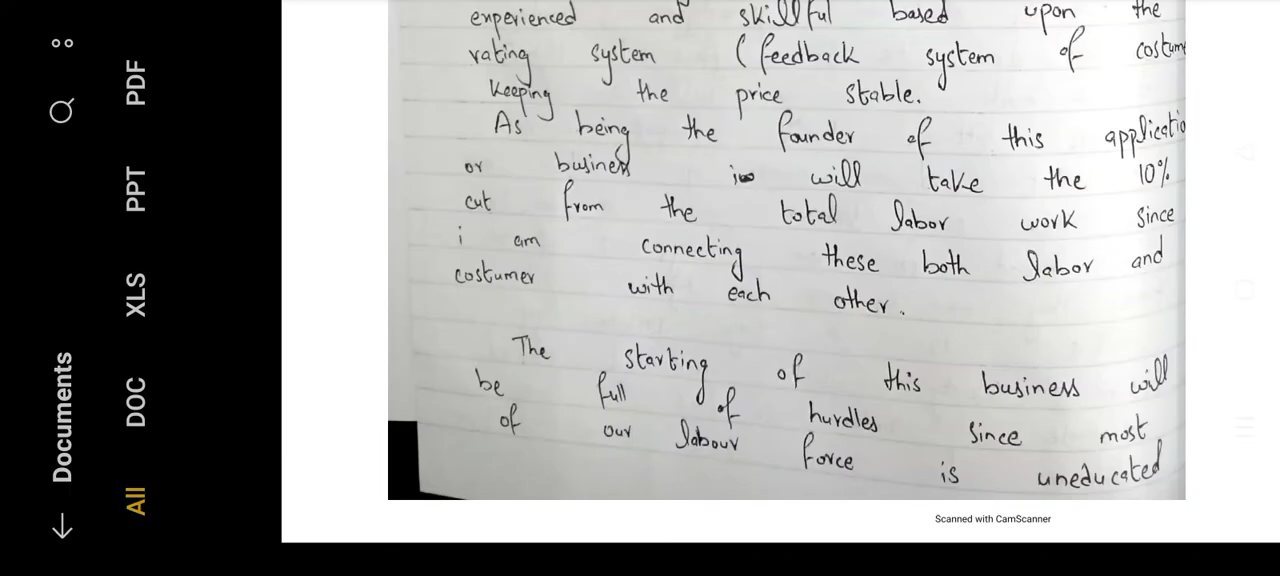 experienced and skillful based upon the
rating system (feedback system of costum
Keeping the price stable.
As being the founder of this applicatio
or business will take the 10%
cut from the total labor work since
i am connecting these both labor and
costumer with each other.
The starting of this business will
be full of hurdles since most
of our labour force is uneducated
Scanned with CamScanner
← Documents
All DOC XLS PPT PDF